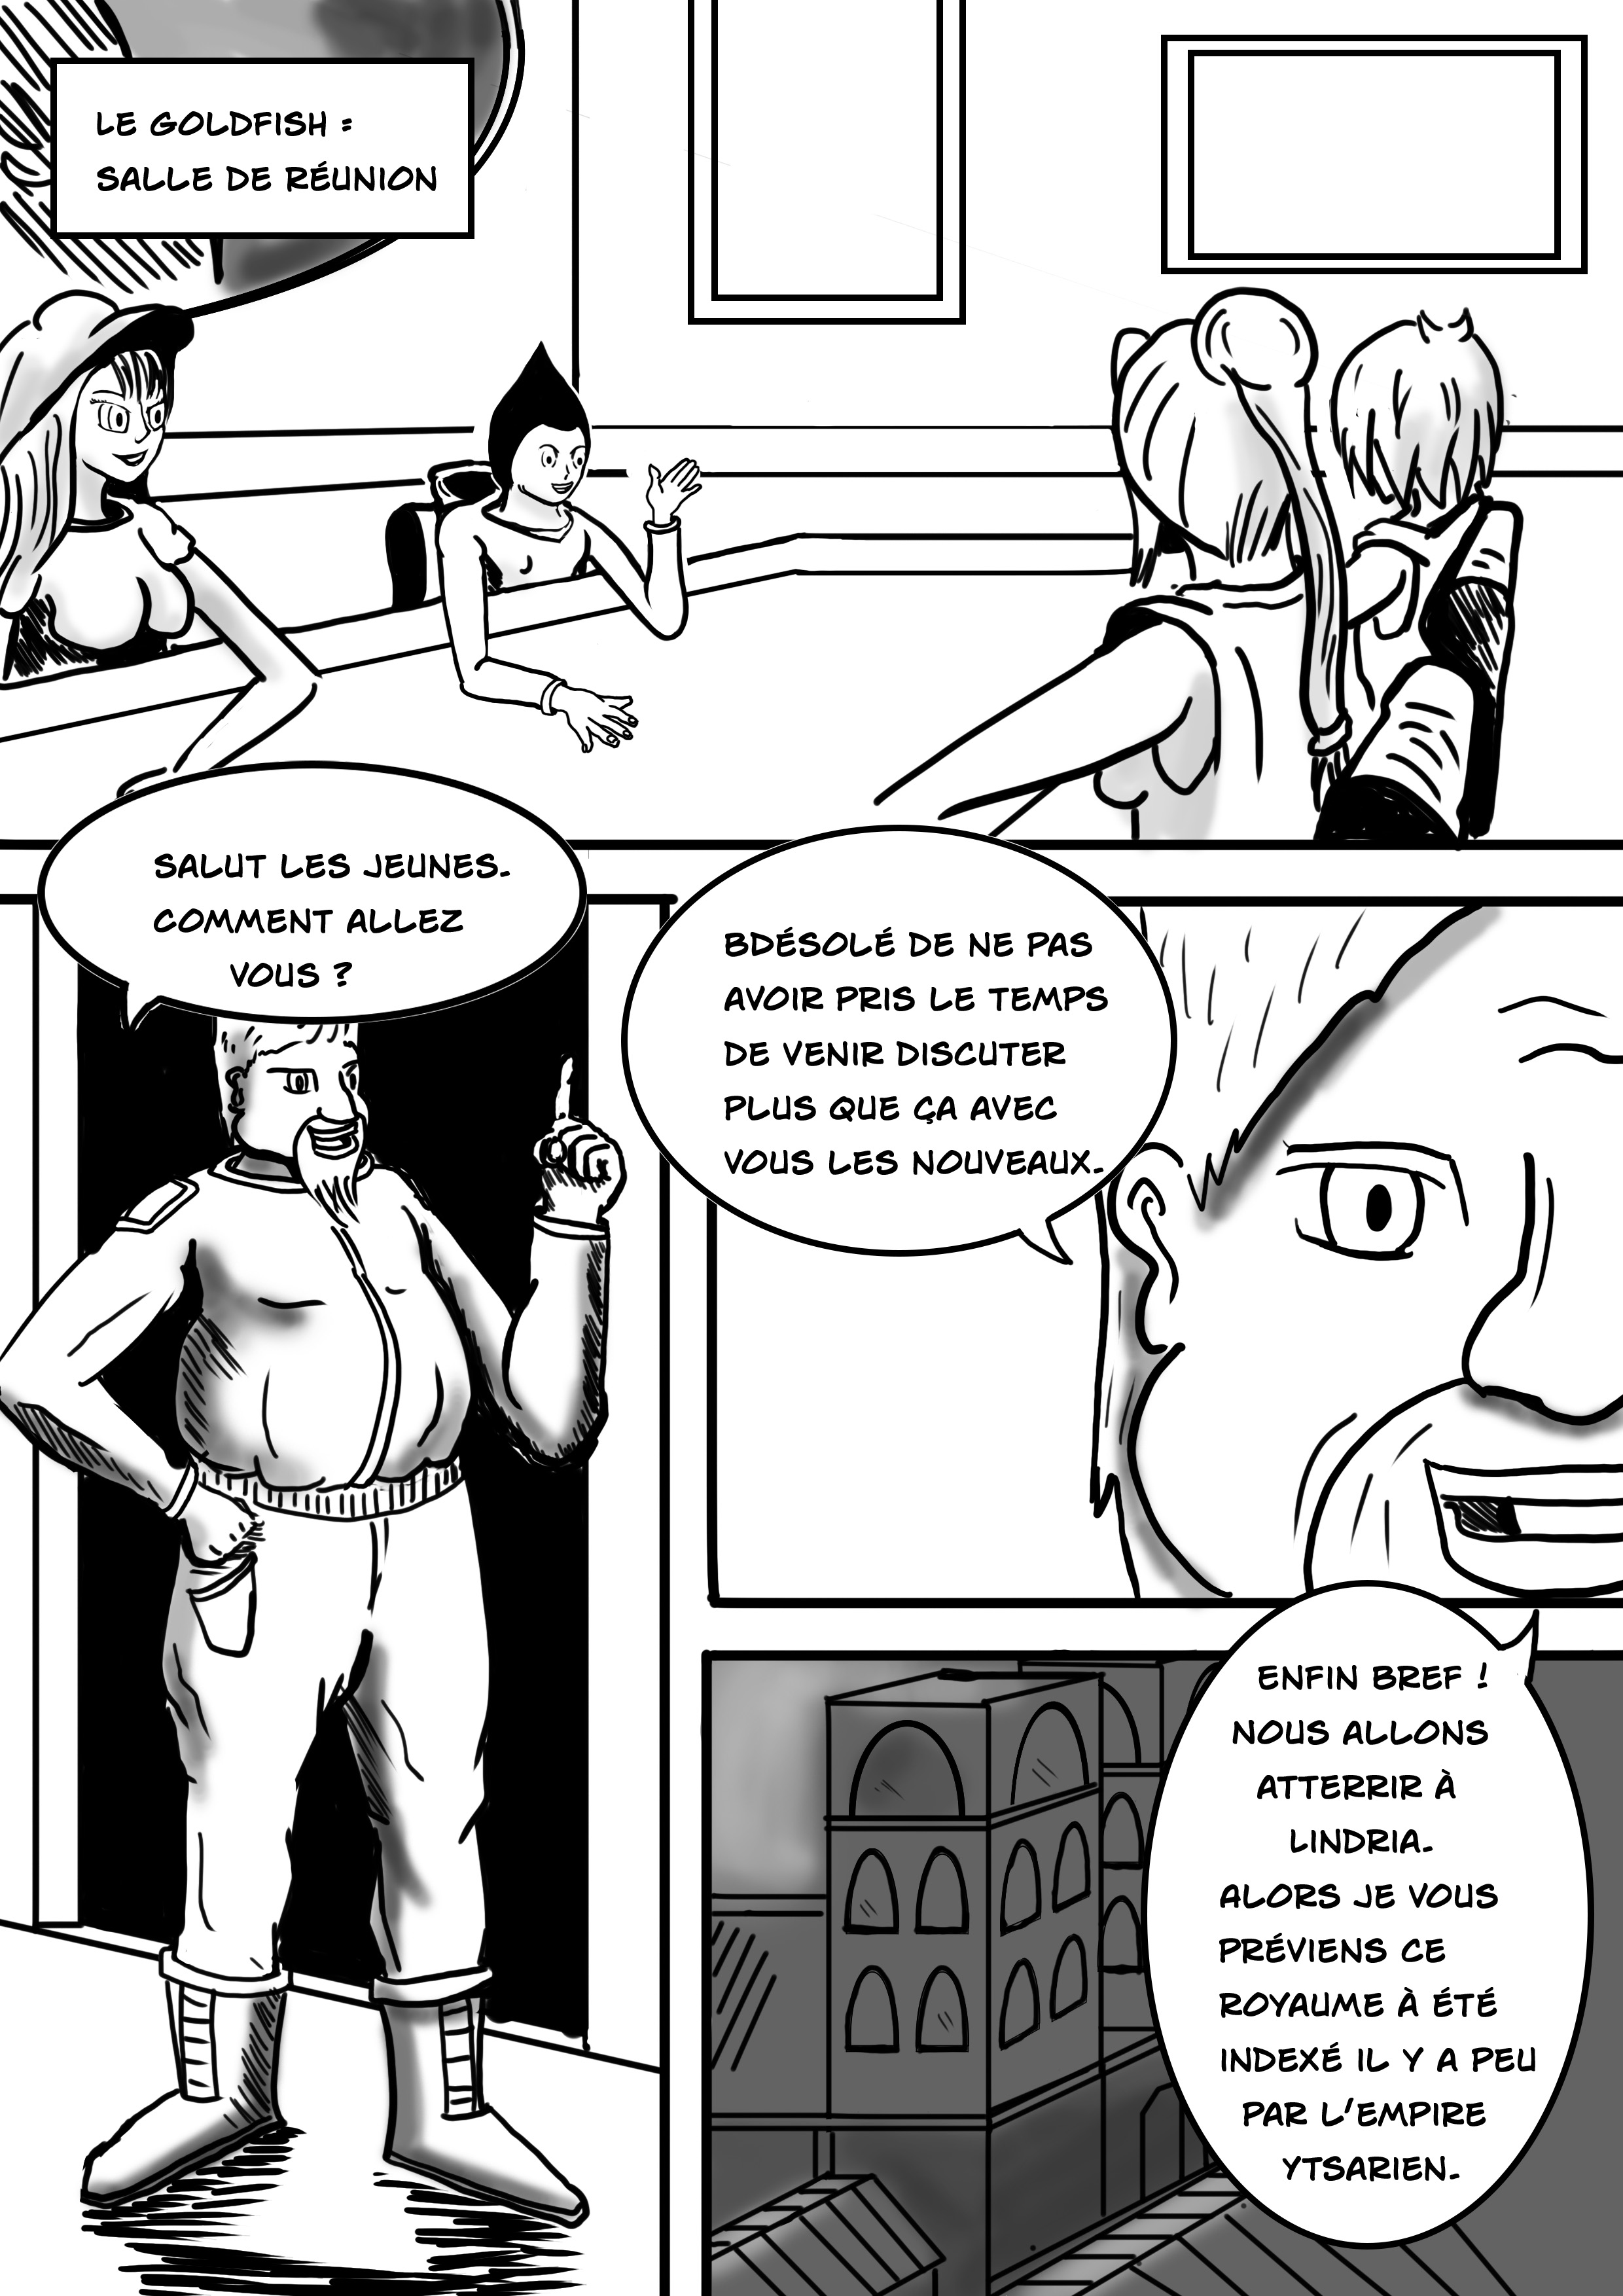 LE GOLDFISH :
SALLE DE RÉUNION
SALUT LES JEUNES.
COMMENT ALLEZ
VOUS ?
BDÉSOLÉ DE NE PAS
AVOIR PRIS LE TEMPS
DE VENIR DISCUTER
PLUS QUE ÇA AVEC
VOUS LES NOUVEAUX.
ENFIN BREF !
NOUS ALLONS
ATTERRIR À
LINDRIA.
ALORS JE VOUS
PRÉVIENS CE
ROYAUME À ÉTÉ
INDEXÉ IL Y A PEU
PAR L'EMPIRE
YTSARIEN.